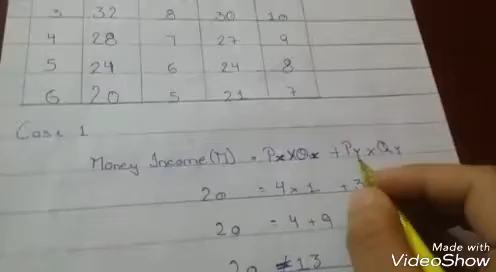 3 32 8 30 10
4 28 7 27 9
5 24 6 24 8
6 20 5 21 7
Case 1
Money Income(M) = Px X Qx + Py x Qy
20 = 4 x 1 + 3
20 = 4 + 9
20 ≠ 13
Made with
VideoShow